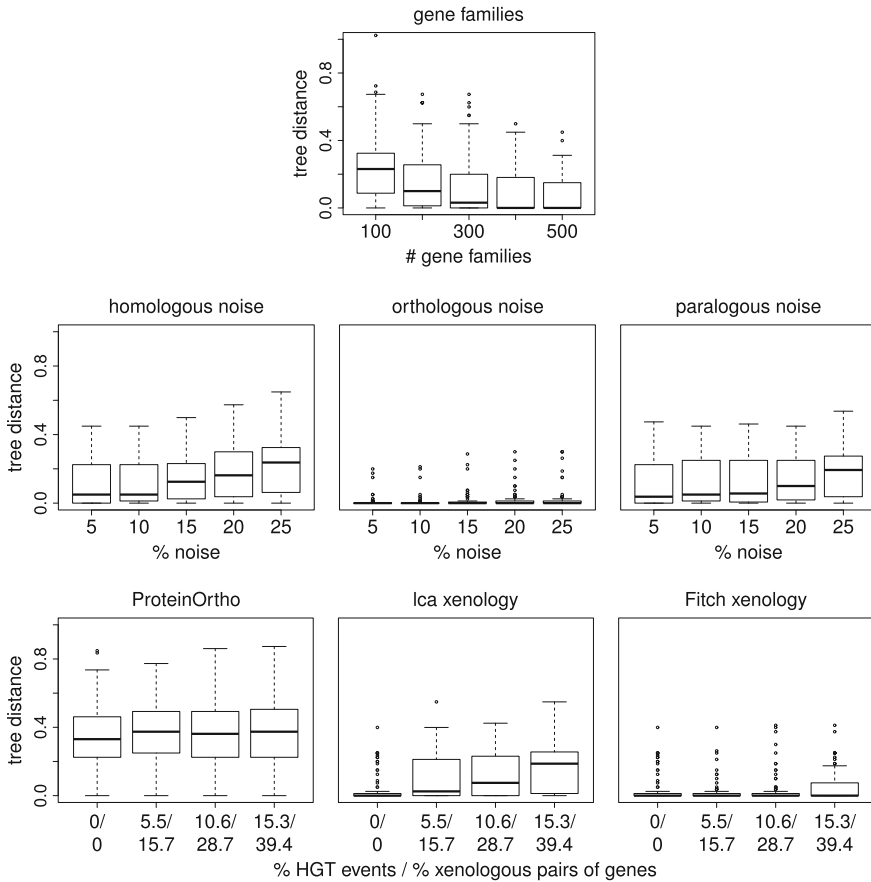 gene families
tree distance
0.0 0.4 0.8
100 300 500
# gene families
homologous noise
orthologous noise
paralogous noise
tree distance
0.0 0.4 0.8
5 10 15 20 25
5 10 15 20 25
5 10 15 20 25
% noise
% noise
% noise
ProteinOrtho
lca xenology
Fitch xenology
tree distance
0.0 0.4 0.8
0/ 5.5/ 10.6/ 15.3/
0 15.7 28.7 39.4
0/ 5.5/ 10.6/ 15.3/
0 15.7 28.7 39.4
0/ 5.5/ 10.6/ 15.3/
0 15.7 28.7 39.4
% HGT events / % xenologous pairs of genes